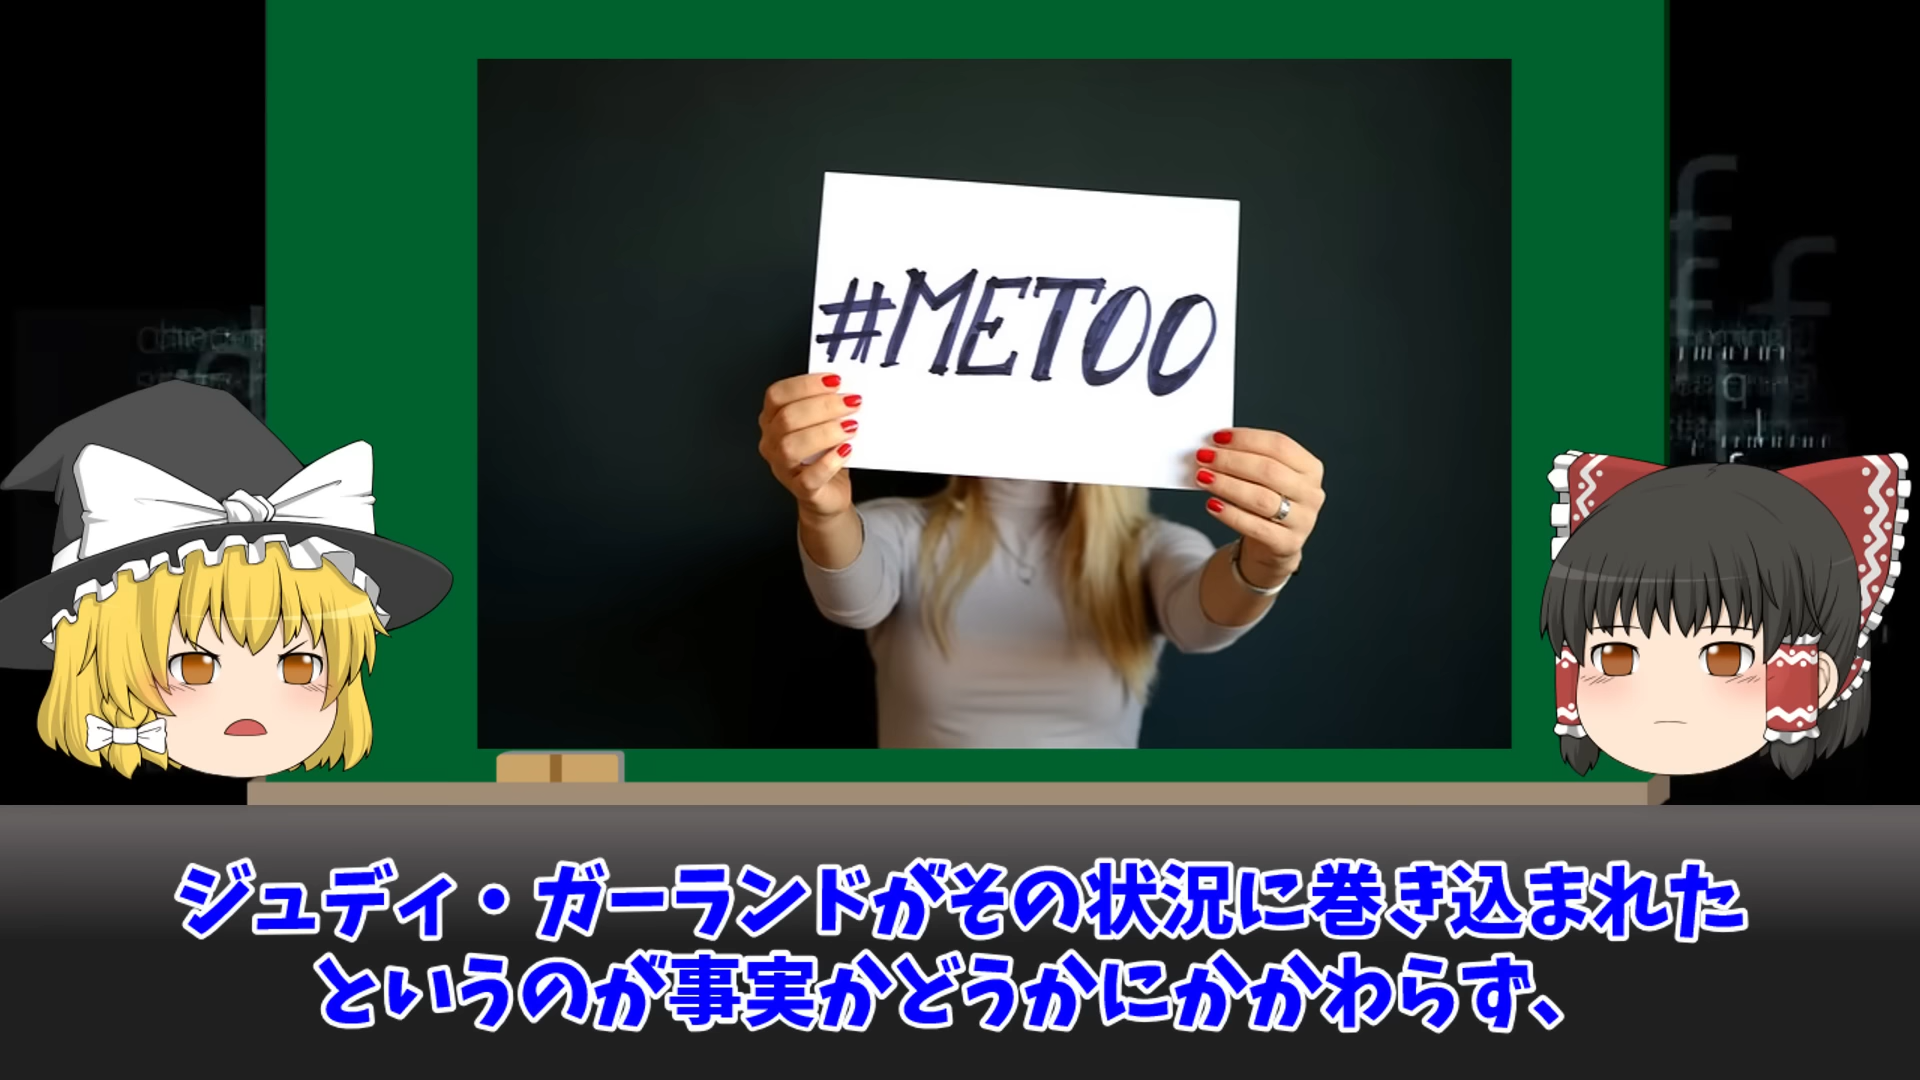 #METOO
ジュディ・ガーランドがその状況に巻き込まれた
というのが事実かどうかにかかわらず、